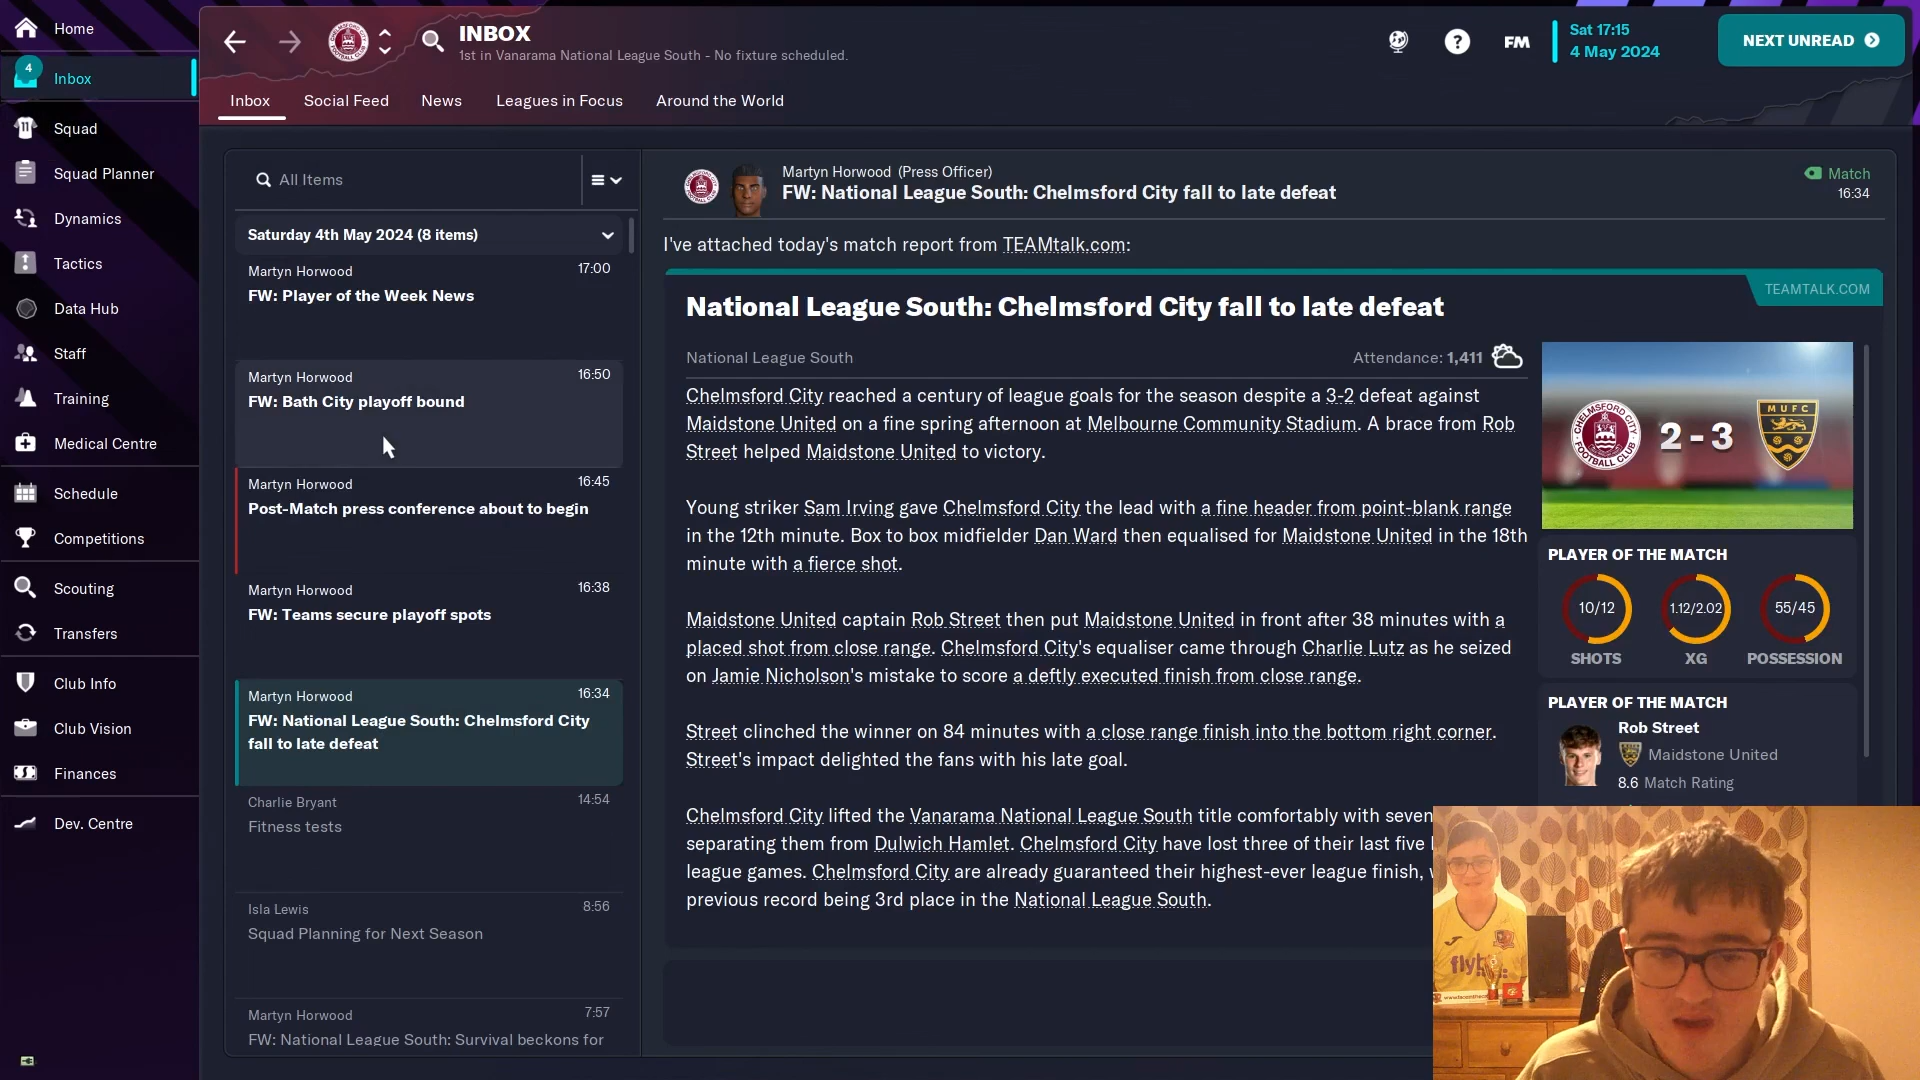 Home
4
Inbox
Squad
Squad Planner
Dynamics
Tactics
Data Hub
Staff
Training
Medical Centre
Schedule
Competitions
Scouting
Transfers
Club Info
Club Vision
Finances
Dev. Centre
INBOX
1st in Vanarama National League South - No fixture scheduled.
FM
Sat 17:15
4 May 2024
NEXT UNREAD
Inbox
Social Feed
News
Leagues in Focus
Around the World
All Items
Saturday 4th May 2024 (8 items)
Martyn Horwood 17:00
FW: Player of the Week News
Martyn Horwood 16:50
FW: Bath City playoff bound
Martyn Horwood 16:45
Post-Match press conference about to begin
Martyn Horwood 16:38
FW: Teams secure playoff spots
Martyn Horwood 16:34
FW: National League South: Chelmsford City
fall to late defeat
Charlie Bryant 14:54
Fitness tests
Isla Lewis 8:56
Squad Planning for Next Season
Martyn Horwood 7:57
FW: National League South: Survival beckons for
Martyn Horwood (Press Officer)
FW: National League South: Chelmsford City fall to late defeat
Match
16:34
I've attached today's match report from TEAMtalk.com:
TEAMTALK.COM
National League South: Chelmsford City fall to late defeat
National League South
Attendance: 1,411
Chelmsford City reached a century of league goals for the season despite a 3-2 defeat against
Maidstone United on a fine spring afternoon at Melbourne Community Stadium. A brace from Rob
Street helped Maidstone United to victory.
Young striker Sam Irving gave Chelmsford City the lead with a fine header from point-blank range
in the 12th minute. Box to box midfielder Dan Ward then equalised for Maidstone United in the 18th
minute with a fierce shot.
Maidstone United captain Rob Street then put Maidstone United in front after 38 minutes with a
placed shot from close range. Chelmsford City's equaliser came through Charlie Lutz as he seized
on Jamie Nicholson's mistake to score a deftly executed finish from close range.
Street clinched the winner on 84 minutes with a close range finish into the bottom right corner.
Street's impact delighted the fans with his late goal.
Chelmsford City lifted the Vanarama National League South title comfortably with seven
separating them from Dulwich Hamlet. Chelmsford City have lost three of their last five
league games. Chelmsford City are already guaranteed their highest-ever league finish,
previous record being 3rd place in the National League South.
2 - 3
MUFC
PLAYER OF THE MATCH
10/12
1.12/2.02
55/45
SHOTS
XG
POSSESSION
PLAYER OF THE MATCH
Rob Street
Maidstone United
8.6 Match Rating